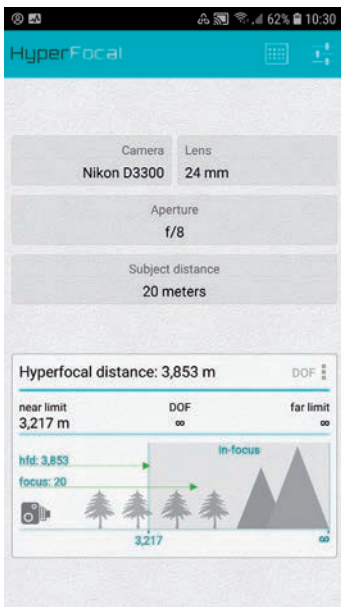 62% 10:30
HyperFocal
Camera
Nikon D3300
Lens
24 mm
Aperture
f/8
Subject distance
20 meters
Hyperfocal distance: 3,853 m
DOF
near limit
DOF
far limit
3,217 m
∞
∞
in-focus
hfd: 3,853
focus: 20
3,217
∞